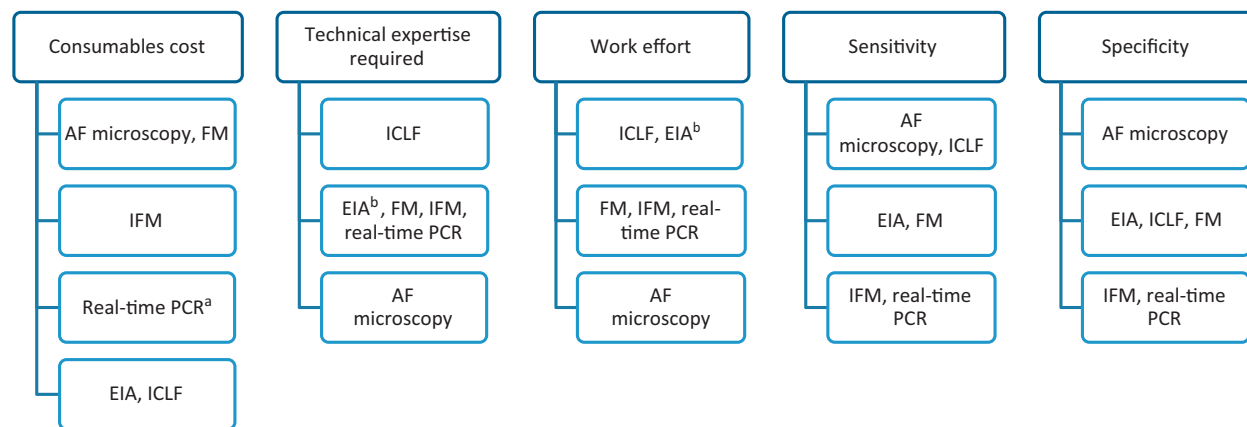 Consumables cost
AF microscopy, FM
IFM
Real-time PCRᵃ
EIA, ICLF
Technical expertise
required
ICLF
EIAᵇ, FM, IFM,
real-time PCR
AF
microscopy
Work effort
ICLF, EIAᵇ
FM, IFM, real-
time PCR
AF
microscopy
Sensitivity
AF
microscopy, ICLF
EIA, FM
IFM, real-time
PCR
Specificity
AF microscopy
EIA, ICLF, FM
IFM, real-time
PCR